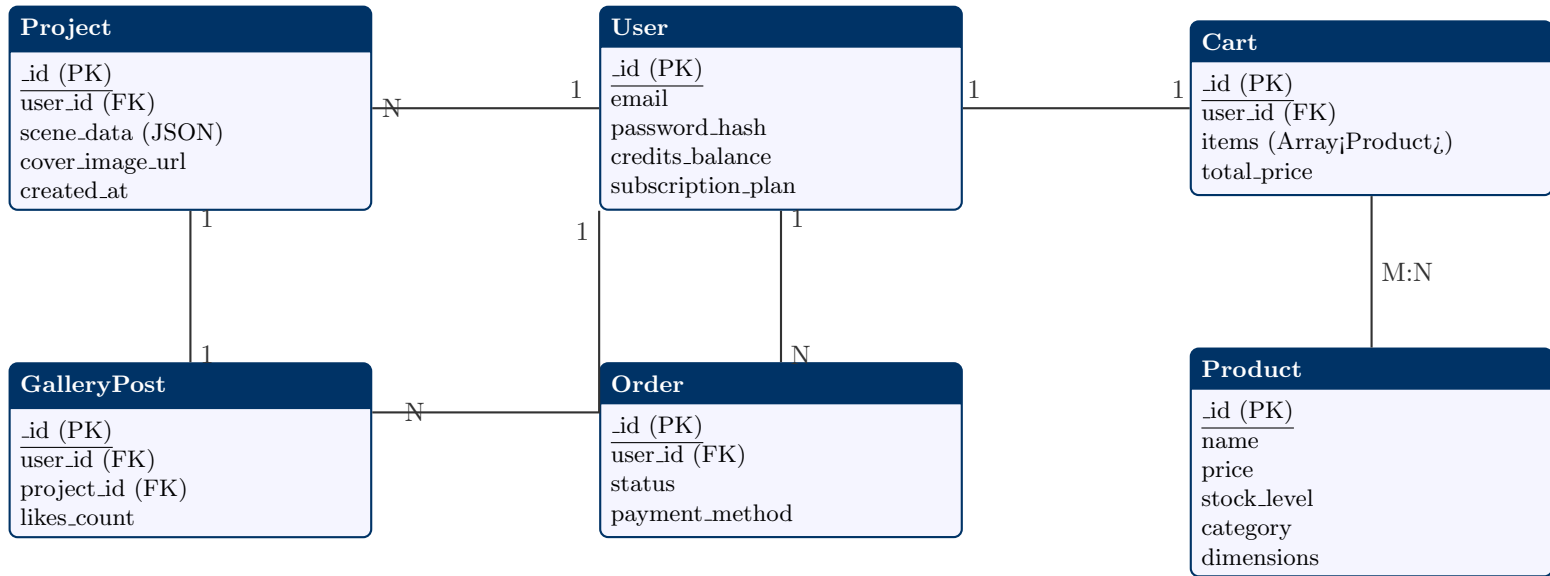 Project
_id (PK)
user_id (FK)
scene_data (JSON)
cover_image_url
created_at
N
1
User
_id (PK)
email
password_hash
credits_balance
subscription_plan
1
1
Cart
_id (PK)
user_id (FK)
items (Array¡Product¿)
total_price
1
1
1
M:N
1
N
GalleryPost
_id (PK)
user_id (FK)
project_id (FK)
likes_count
N
Order
_id (PK)
user_id (FK)
status
payment_method
Product
_id (PK)
name
price
stock_level
category
dimensions